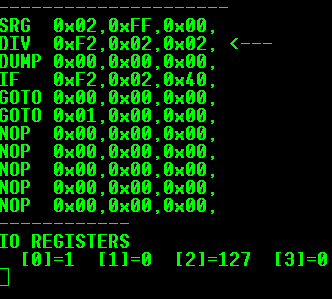 --------------------
SRG  0x02,0xFF,0x00,
DIV  0xF2,0x02,0x02,  <---
DUMP 0x00,0x00,0x00,
IF   0xF2,0x02,0x40,
GOTO 0x00,0x00,0x00,
GOTO 0x01,0x00,0x00,
NOP  0x00,0x00,0x00,
NOP  0x00,0x00,0x00,
NOP  0x00,0x00,0x00,
NOP  0x00,0x00,0x00,
NOP  0x00,0x00,0x00,
------------
IO REGISTERS
[0]=1  [1]=0  [2]=127  [3]=0